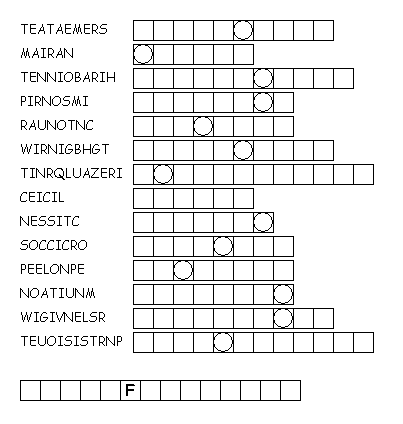 TEATAEMERS
MAIRAN
TENNIOBARIH
PIRNOSMI
RAUNOTNC
WIRNIGBHGT
TINRQLUAZERI
CEICIL
NESSITC
SOCCICRO
PEELONPE
NOATIUNM
WIGIVNELSR
TEUOISISTRNP
F